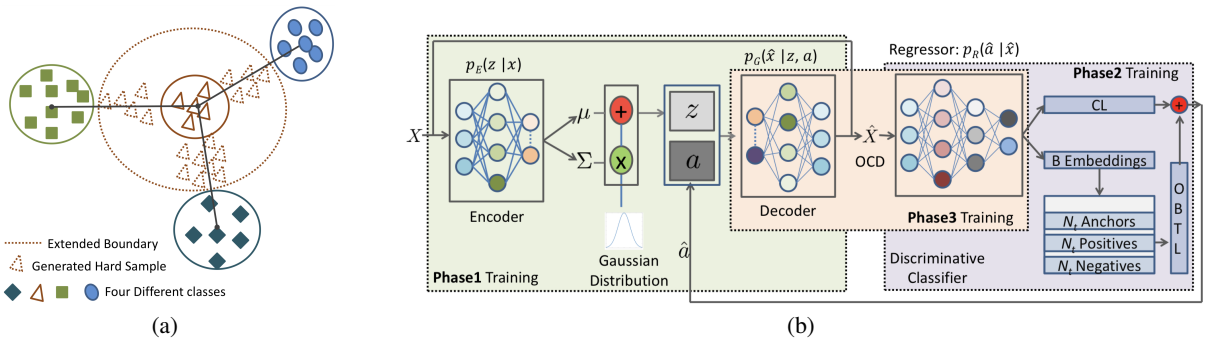 Extended Boundary
Generated Hard Sample
Four Different classes
(a)
X
p_E(z |x)
Encoder
μ
Σ
+
x
Gaussian
Distribution
z
a
â
Phase1 Training
p_G(x̂ |z, a)
Decoder
X̂
OCD
Phase3 Training
Regressor: p_R(â |x̂)
Phase2 Training
CL
+
B Embeddings
N_t Anchors
N_t Positives
N_t Negatives
O
B
T
L
Discriminative
Classifier
(b)